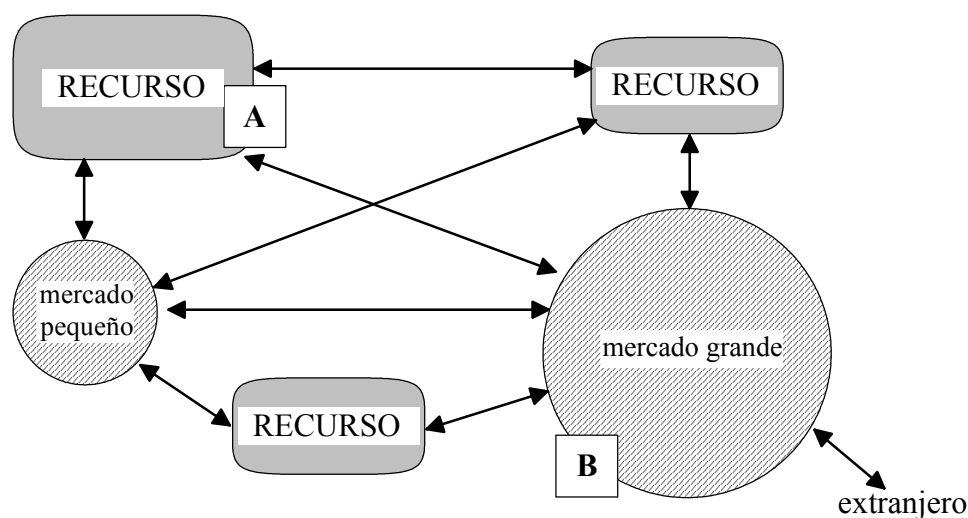 RECURSO
A
RECURSO
mercado
pequeño
mercado grande
RECURSO
B
extranjero